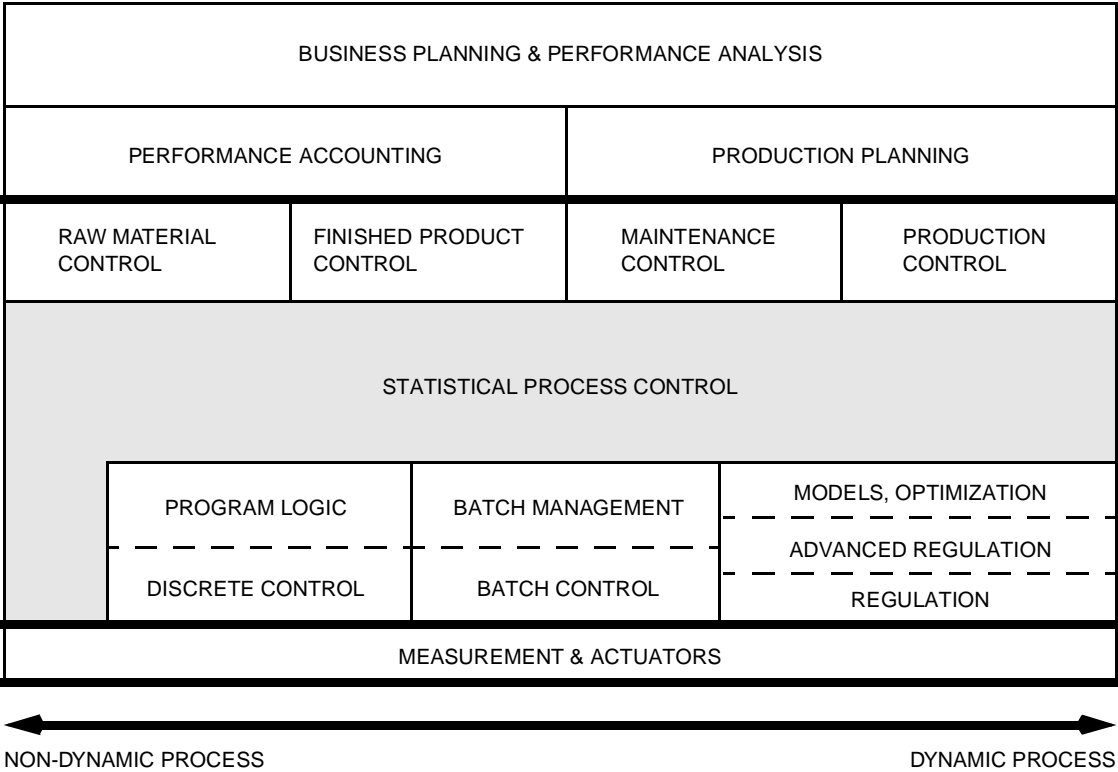 BUSINESS PLANNING & PERFORMANCE ANALYSIS
PERFORMANCE ACCOUNTING
PRODUCTION PLANNING
RAW MATERIAL
CONTROL
FINISHED PRODUCT
CONTROL
MAINTENANCE
CONTROL
PRODUCTION
CONTROL
STATISTICAL PROCESS CONTROL
PROGRAM LOGIC
DISCRETE CONTROL
BATCH MANAGEMENT
BATCH CONTROL
MODELS, OPTIMIZATION
ADVANCED REGULATION
REGULATION
MEASUREMENT & ACTUATORS
NON-DYNAMIC PROCESS
DYNAMIC PROCESS